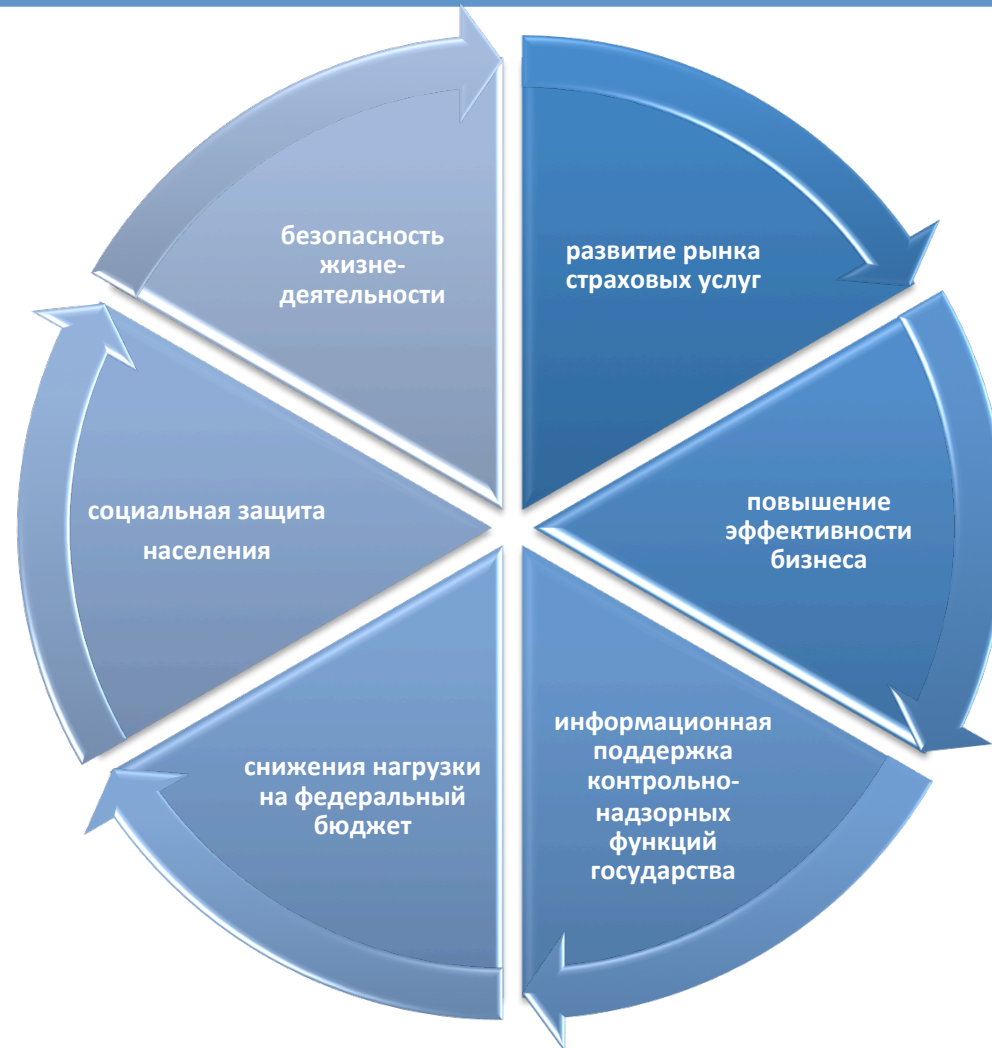 развитие рынка
страховых услуг
повышение
эффективности
бизнеса
информационная
поддержка
контрольно-
надзорных
функций
государства
снижения нагрузки
на федеральный
бюджет
социальная защита
населения
безопасность
жизне-
деятельности